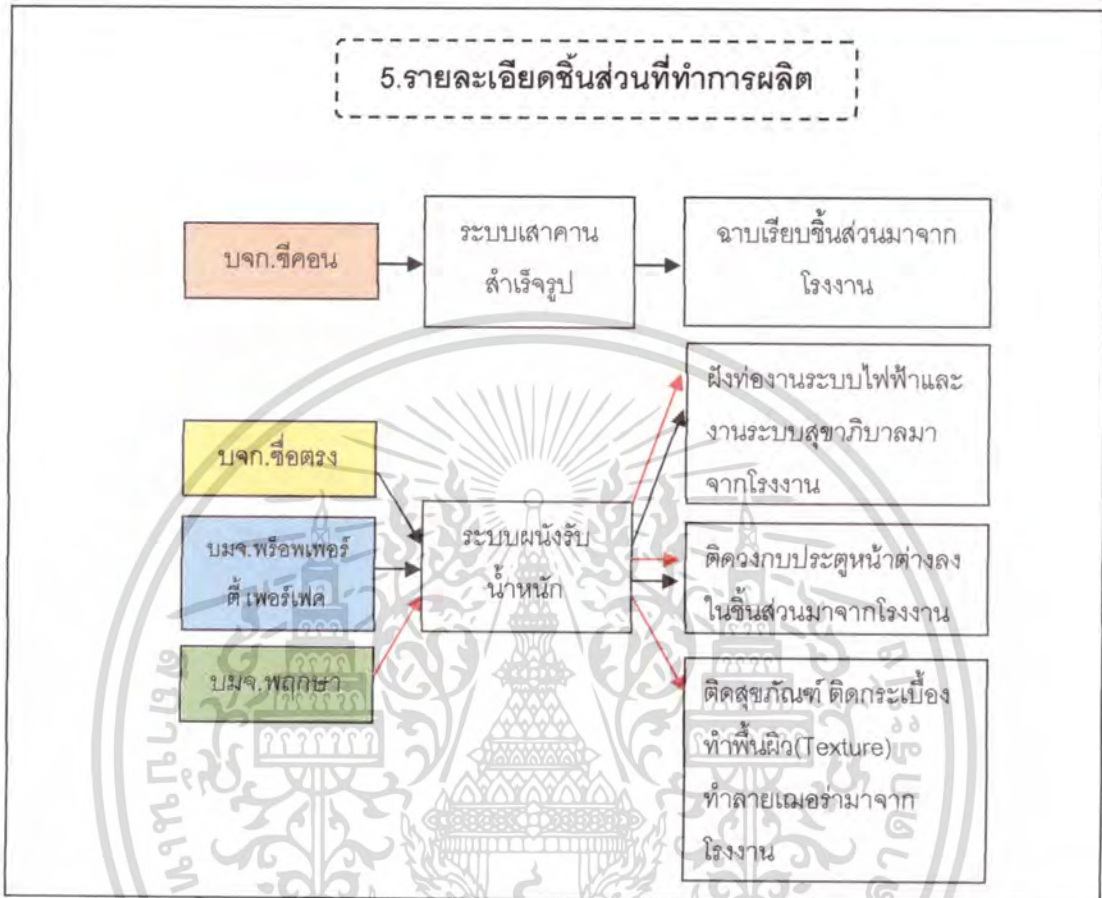 5.รายละเอียดชิ้นส่วนที่ทำการผลิต
บจก.ซีคอน
ระบบเสาคาน
สำเร็จรูป
ฉาบเรียบชิ้นส่วนมาจาก
โรงงาน
บจก.ซื่อตรง
บมจ.พร็อพเพอร์
ตี้ เพอร์เฟค
บมจ.พฤกษา
ระบบผนังรับ
น้ำหนัก
ฝังท่องานระบบไฟฟ้าและ
งานระบบสุขาภิบาลมา
จากโรงงาน
ติดวงกบประตูหน้าต่างลง
ในชิ้นส่วนมาจากโรงงาน
ติดสุขภัณฑ์ ติดกระเบื้อง
ทำพื้นผิว(Texture)
ทำลายเฌอร่ามาจาก
โรงงาน